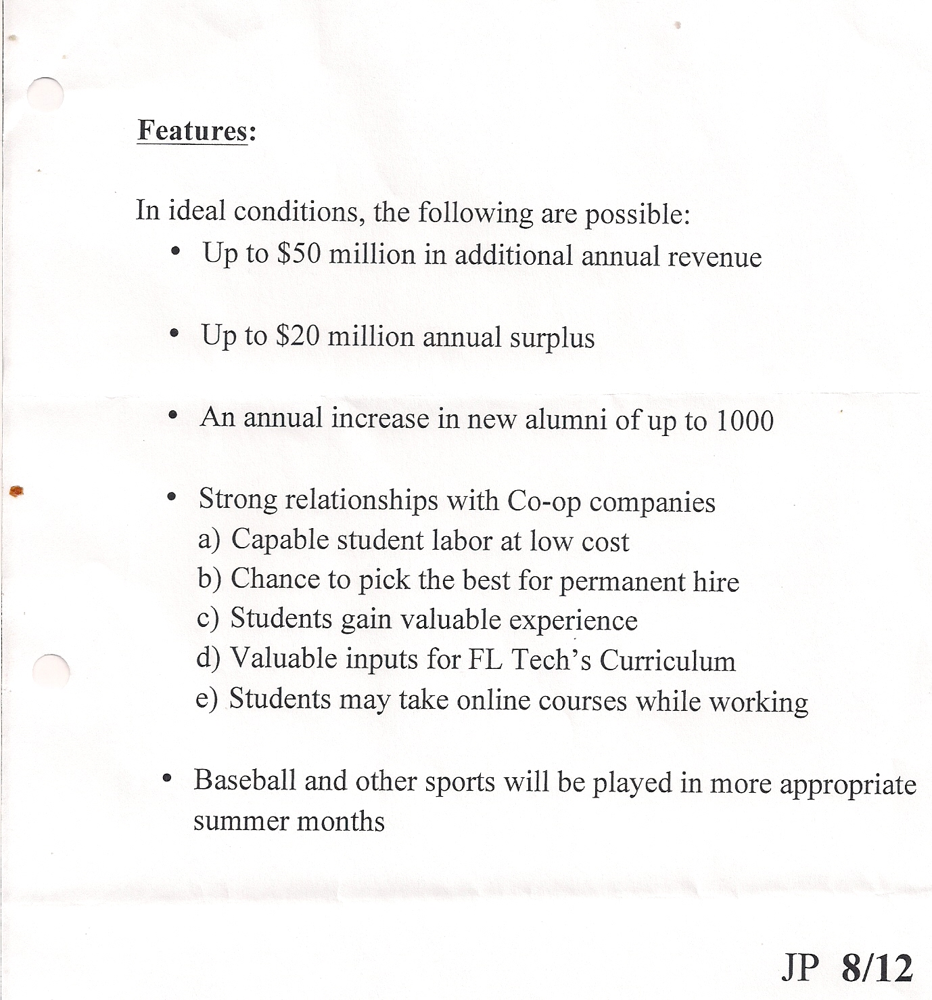 Features:
In ideal conditions, the following are possible:
• Up to $50 million in additional annual revenue
• Up to $20 million annual surplus
• An annual increase in new alumni of up to 1000
• Strong relationships with Co-op companies
a) Capable student labor at low cost
b) Chance to pick the best for permanent hire
c) Students gain valuable experience
d) Valuable inputs for FL Tech’s Curriculum
e) Students may take online courses while working
• Baseball and other sports will be played in more appropriate
summer months
JP 8/12